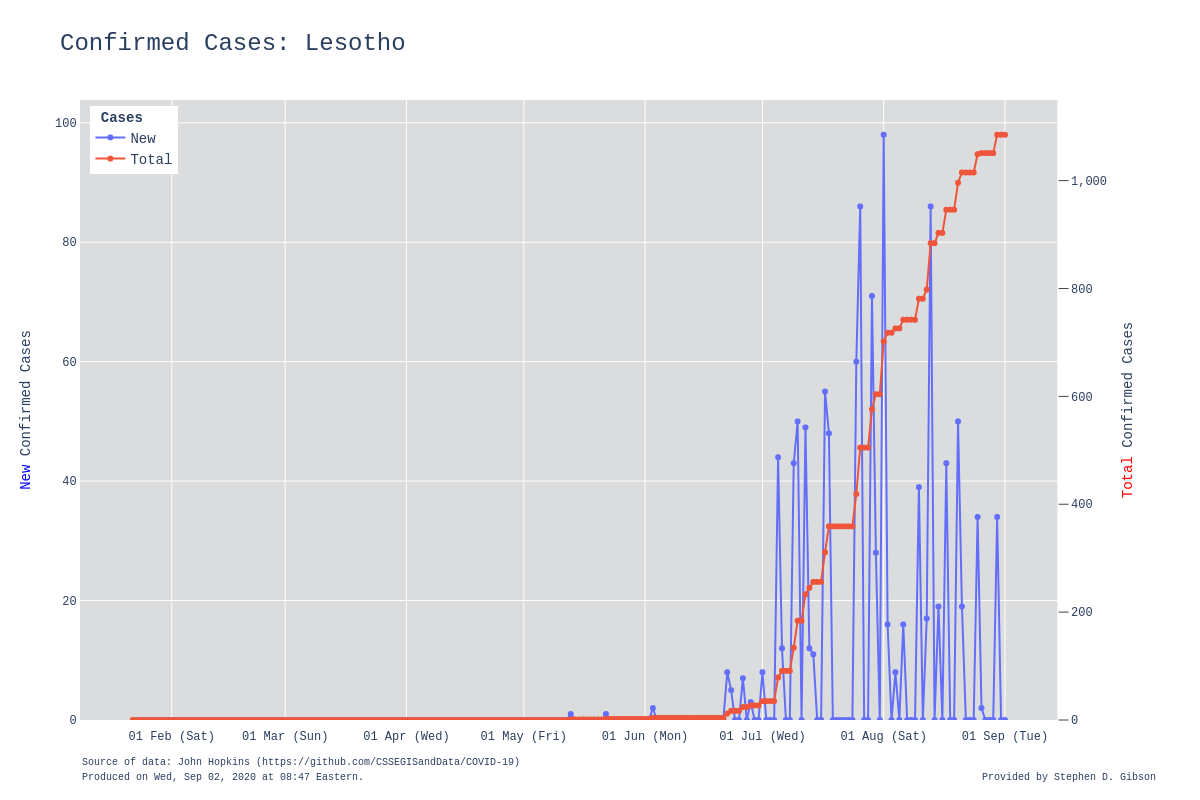 Confirmed Cases: Lesotho
Cases
New
Total
100
80
60
40
20
0
1,000
800
600
400
200
0
New Confirmed Cases
Total Confirmed Cases
01 Feb (Sat) 01 Mar (Sun) 01 Apr (Wed) 01 May (Fri) 01 Jun (Mon) 01 Jul (Wed) 01 Aug (Sat) 01 Sep (Tue)
Source of data: John Hopkins (https://github.com/CSSEGISandData/COVID-19)
Produced on Wed, Sep 02, 2020 at 08:47 Eastern.
Provided by Stephen D. Gibson